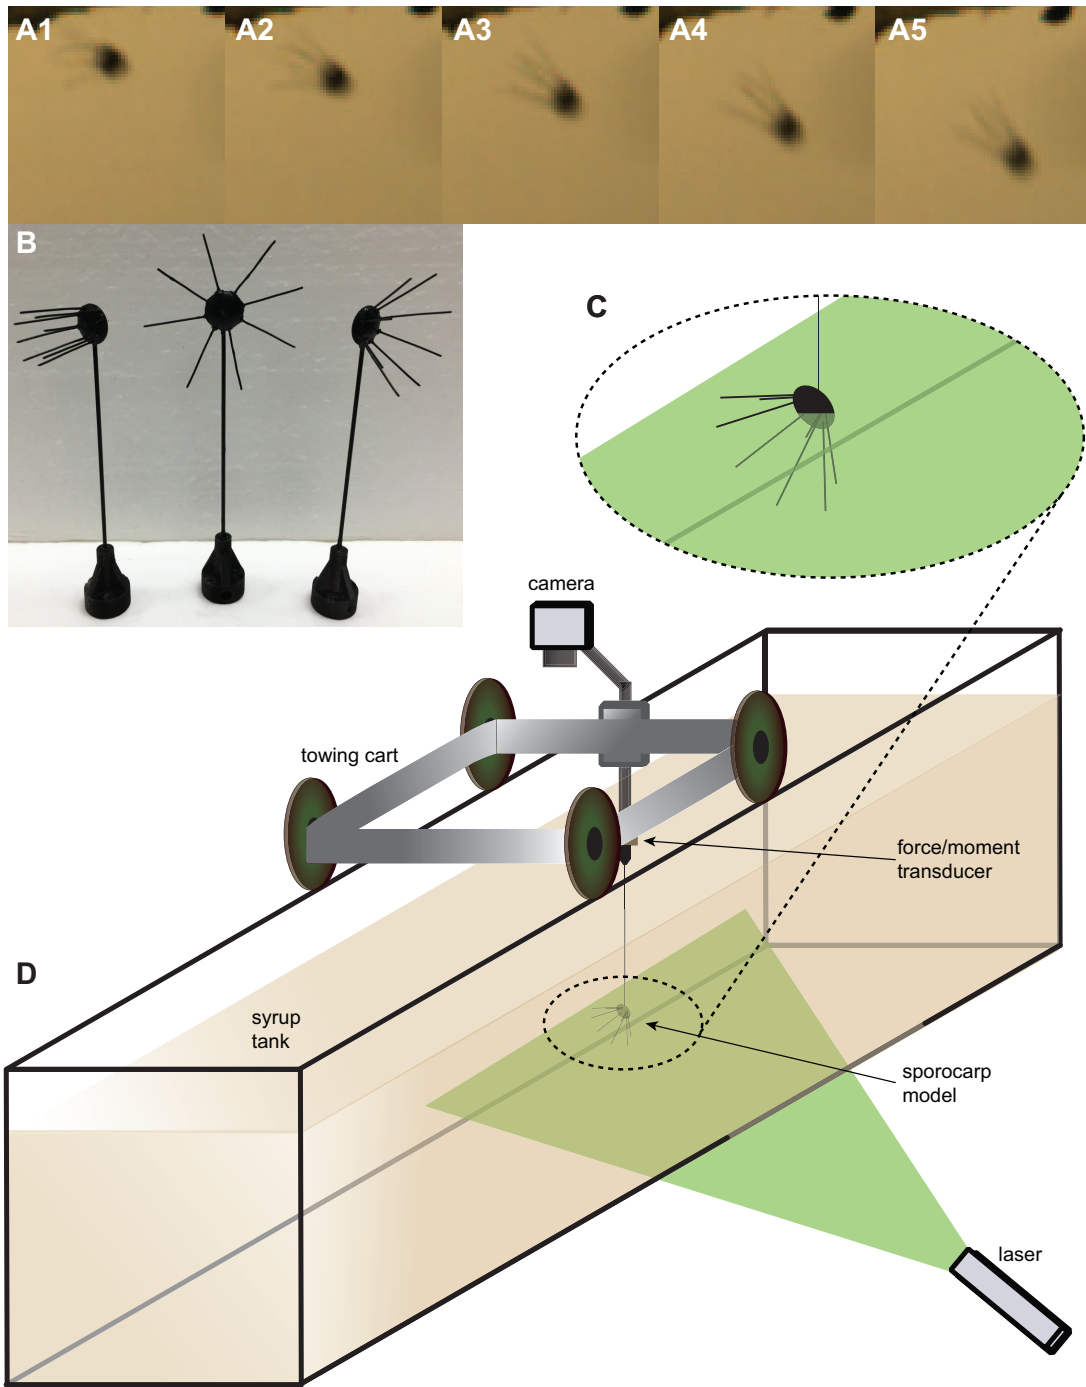 A1
A2
A3
A4
A5
B
C
camera
towing cart
force/moment
transducer
D
syrup
tank
sporocarp
model
laser